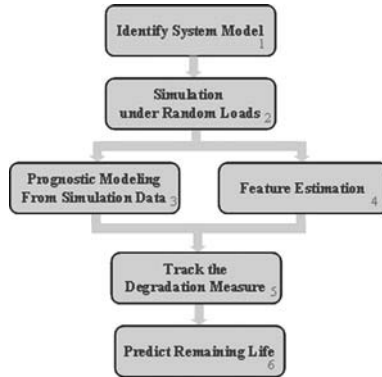 Identify System Model
1
Simulation
under Random Loads 2
Prognostic Modeling
From Simulation Data 3
Feature Estimation
4
Track the
Degradation Measure 5
Predict Remaining Life
6